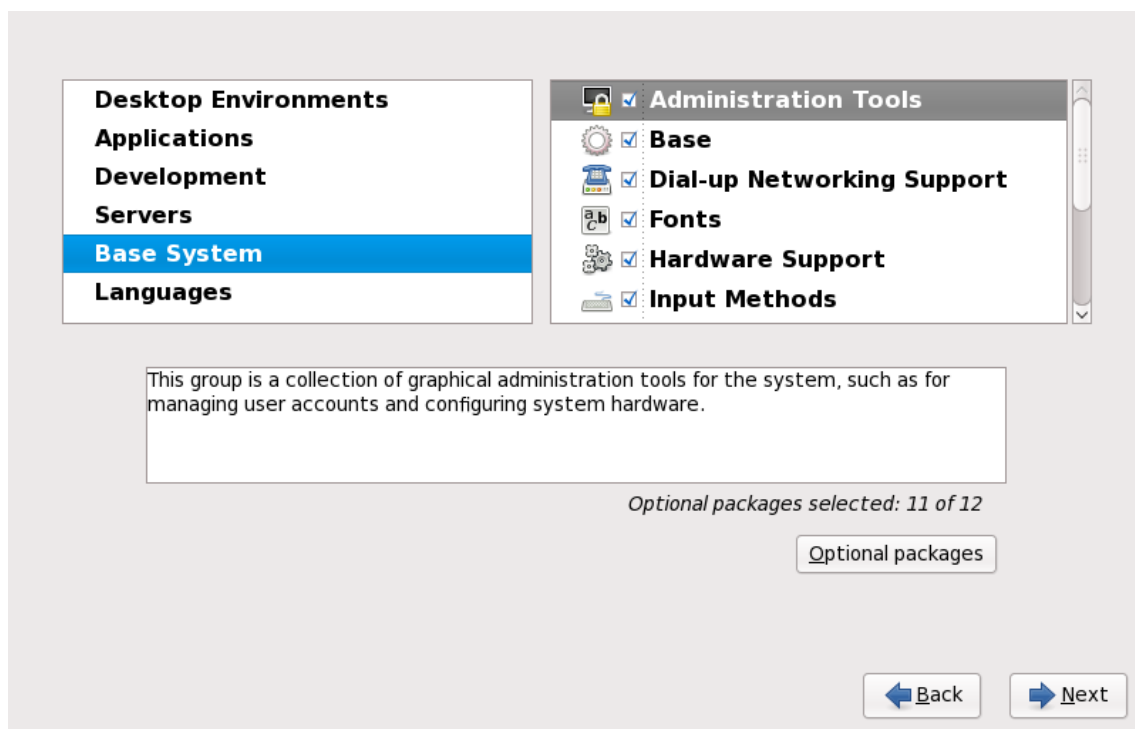 Desktop Environments
Applications
Development
Servers
Base System
Languages
Administration Tools
Base
Dial-up Networking Support
Fonts
Hardware Support
Input Methods
This group is a collection of graphical administration tools for the system, such as for
managing user accounts and configuring system hardware.
Optional packages selected: 11 of 12
Optional packages
Back
Next